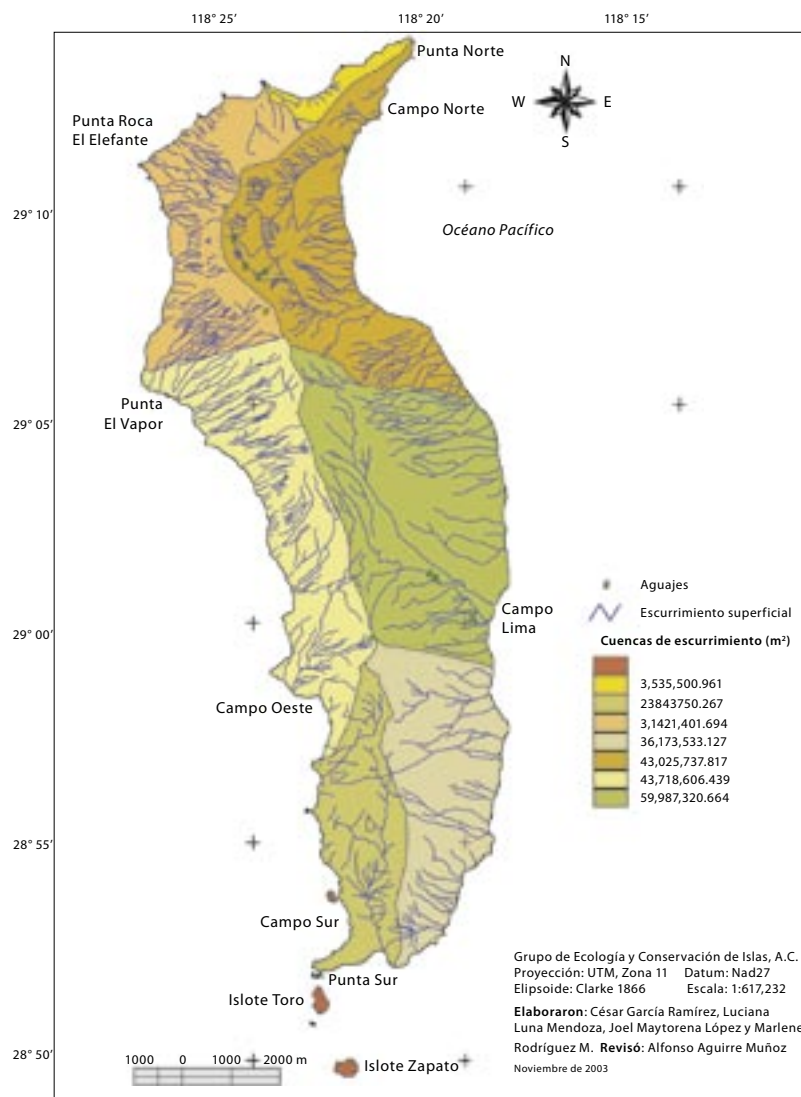 118° 25'
118° 20'
118° 15'
Punta Norte
N
W
E
S
Campo Norte
Punta Roca
El Elefante
29° 10'
Océano Pacífico
Punta
El Vapor
29° 05'
Aguajes
Escurrimiento superficial
Campo
Lima
Cuencas de escurrimiento (m²)
29° 00'
3,535,500.961
23843750.267
3,1421,401.694
36,173,533.127
43,025,737.817
43,718,606.439
59,987,320.664
Campo Oeste
28° 55'
Campo Sur
Punta Sur
Islote Toro
Grupo de Ecología y Conservación de Islas, A.C.
Proyección: UTM, Zona 11 Datum: Nad27
Elipsoide: Clarke 1866 Escala: 1:617,232
Elaboraron: César García Ramírez, Luciana
Luna Mendoza, Joel Maytorena López y Marlene
Rodríguez M. Revisó: Alfonso Aguirre Muñoz
Noviembre de 2003
28° 50'
1000 0 1000 2000 m
Islote Zapato